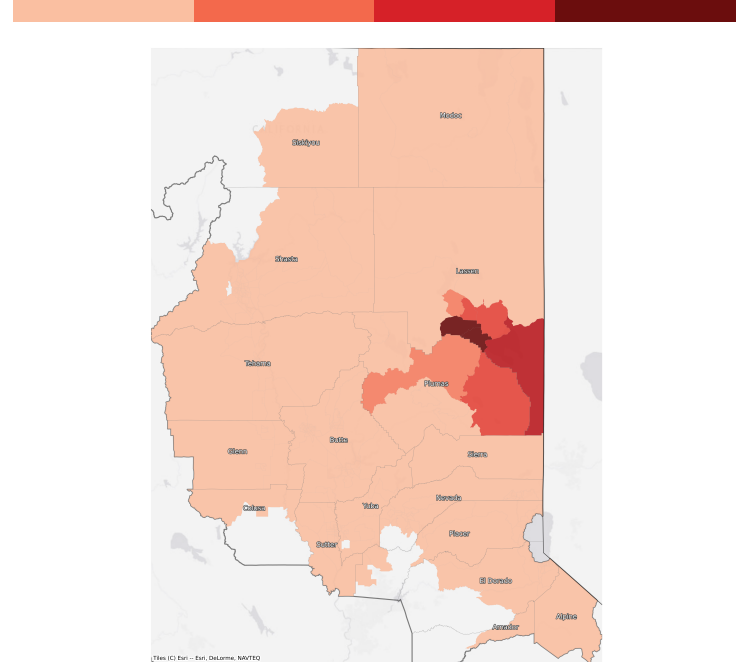 Modoc
Siskiyou
Shasta
Lassen
Tehama
Plumas
Butte
Glenn
Sierra
Nevada
Colusa
Yuba
Placer
Sutter
El Dorado
Alpine
Amador
Tiles (C) Esri -- Esri, DeLorme, NAVTEQ